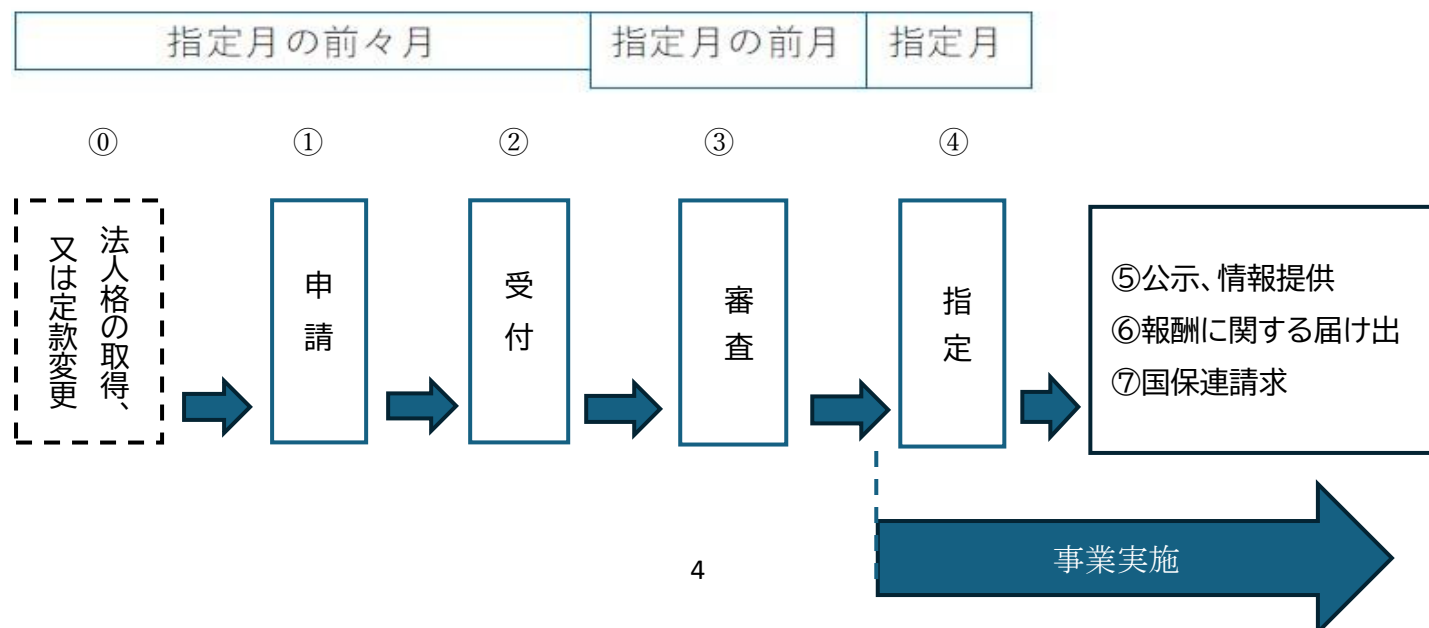 指定月の前々月
指定月の前月
指定月
⓪
①
②
③
④
法人格の取得、
又は定款変更
申請
受付
審査
指定
⑤公示、情報提供
⑥報酬に関する届け出
⑦国保連請求
事業実施
4